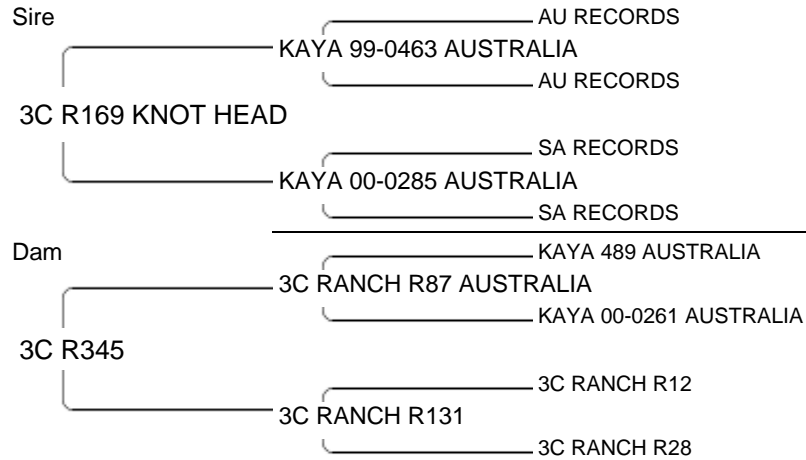 Sire
AU RECORDS
KAYA 99-0463 AUSTRALIA
AU RECORDS
3C R169 KNOT HEAD
SA RECORDS
KAYA 00-0285 AUSTRALIA
SA RECORDS
Dam
KAYA 489 AUSTRALIA
3C RANCH R87 AUSTRALIA
KAYA 00-0261 AUSTRALIA
3C R345
3C RANCH R12
3C RANCH R131
3C RANCH R28